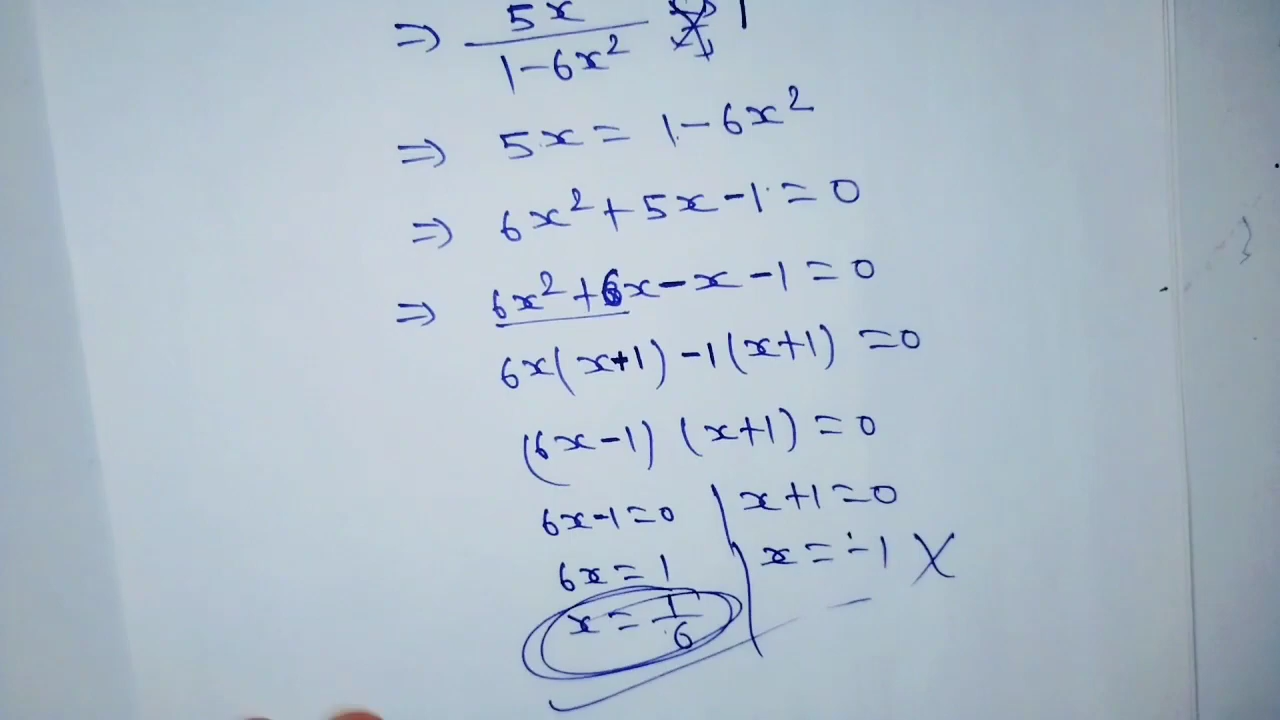 ⇒ 5x / 1-6x² 1
⇒ 5x = 1-6x²
⇒ 6x²+5x-1=0
⇒ 6x²+6x-x-1=0
6x(x+1)-1(x+1)=0
(6x-1)(x+1)=0
6x-1=0 | x+1=0
6x=1 | x=-1 X
x=1/6